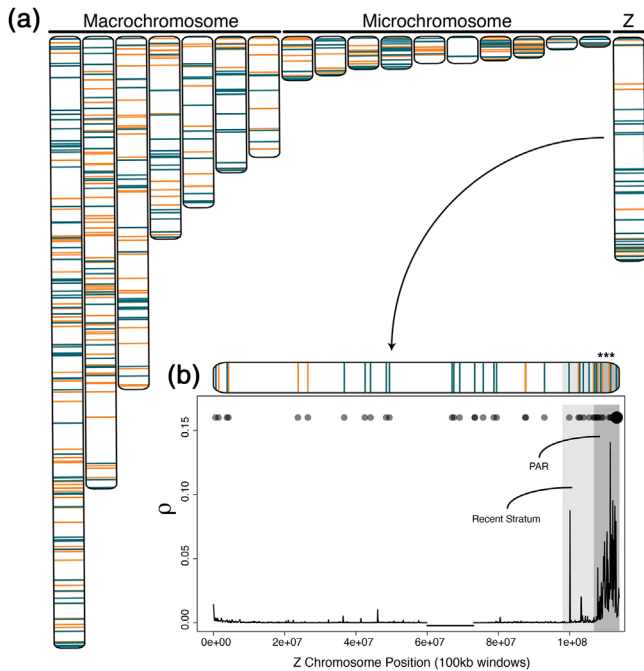 (a)
Macrochromosome Microchromosome Z
(b)
***
0.15
PAR
0.10
Recent Stratum
ρ
0.05
0.00
0e+00 2e+07 4e+07 6e+07 8e+07 1e+08
Z Chromosome Position (100kb windows)